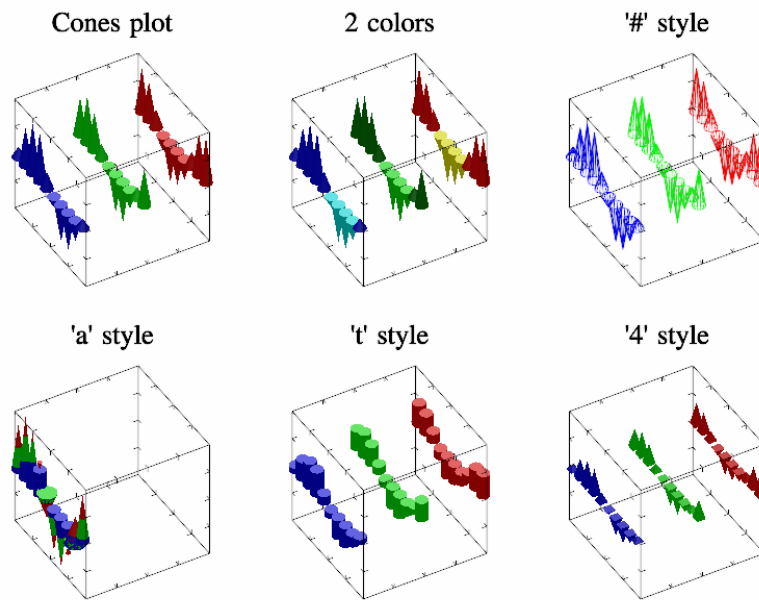 Cones plot
2 colors
'#' style
'a' style
't' style
'4' style